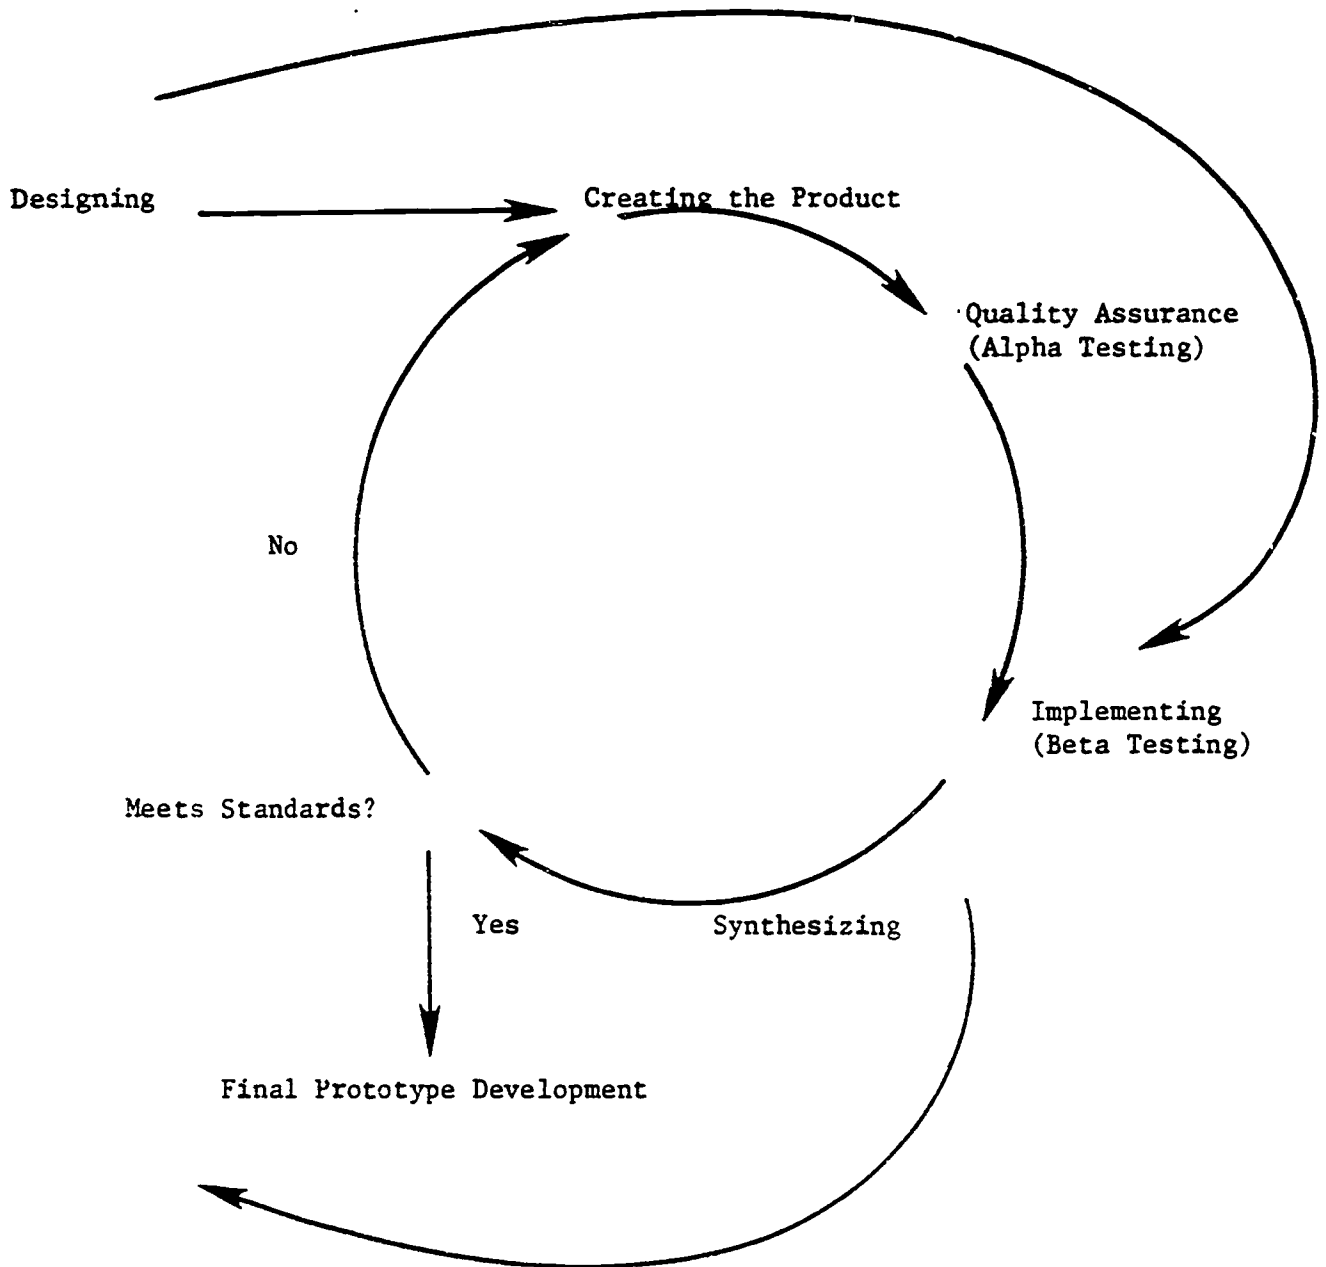 Designing
Creating the Product
Quality Assurance
(Alpha Testing)
No
Implementing
(Beta Testing)
Meets Standards?
Yes
Synthesizing
Final Prototype Development